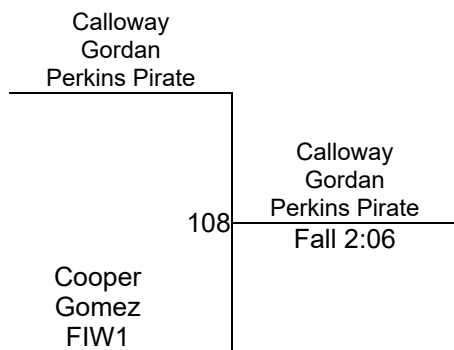 Calloway
Gordan
Perkins Pirate
Calloway
Gordan
Perkins Pirate
108
Fall 2:06
Cooper
Gomez
FIW1